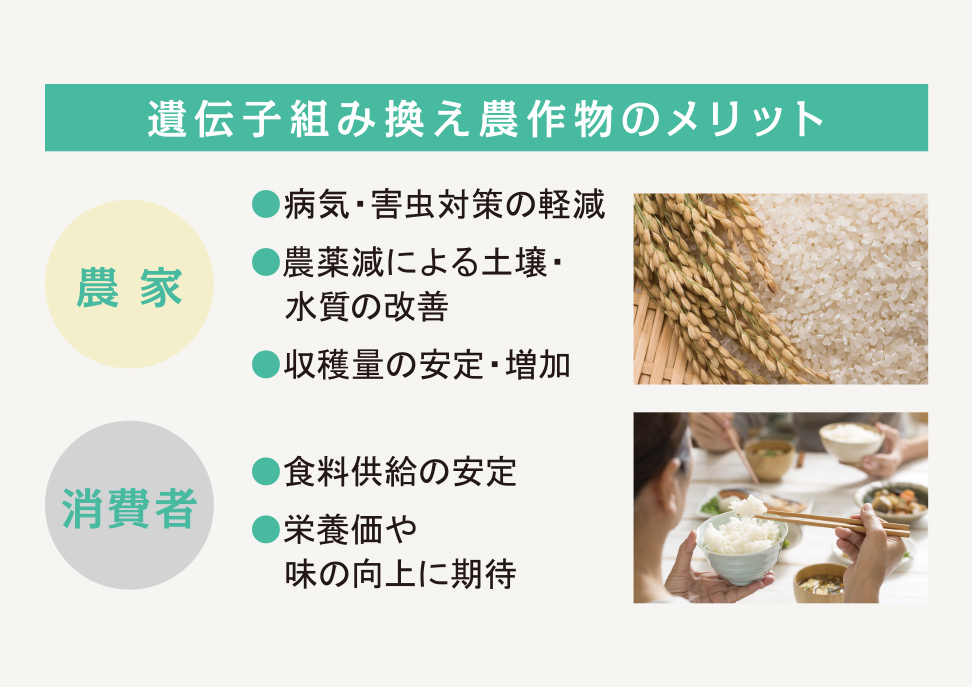 遺伝子組み換え農作物のメリット
農家
●病気・害虫対策の軽減
●農薬減による土壌・
水質の改善
●収穫量の安定・増加
消費者
●食料供給の安定
●栄養価や
味の向上に期待